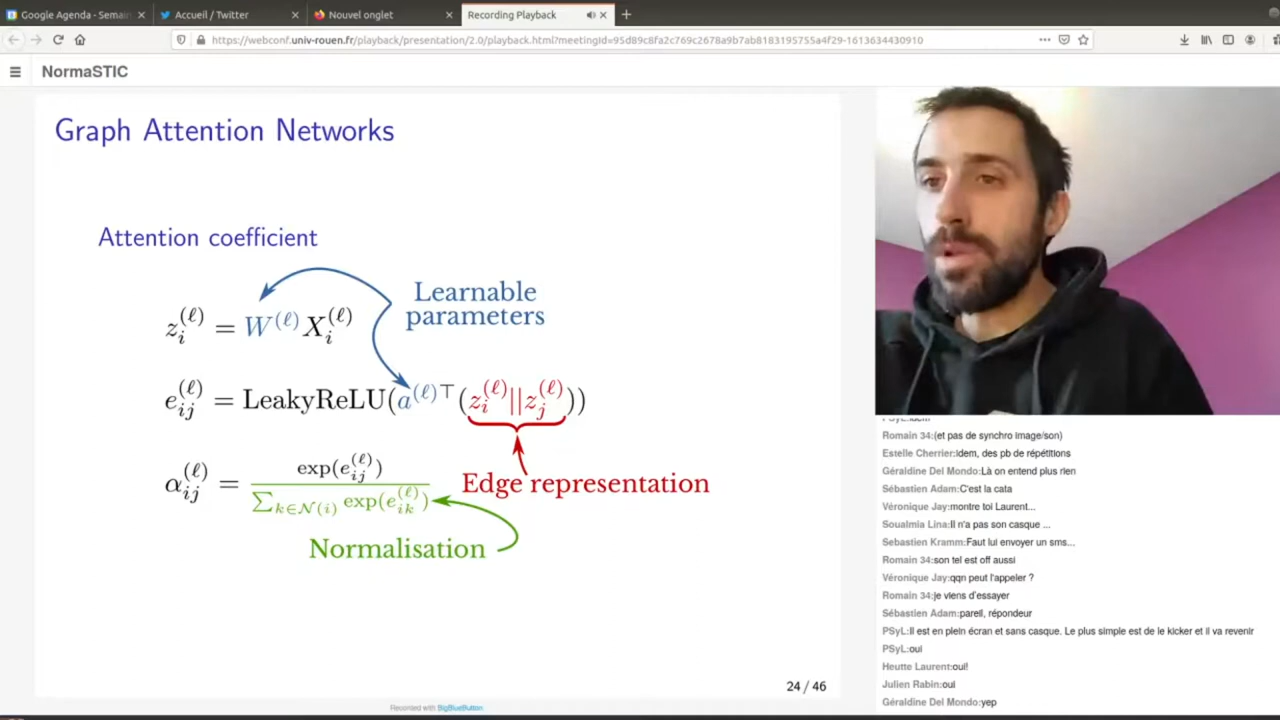 Google Agenda - Semain
Accueil / Twitter
Nouvel onglet
Recording Playback
https://webconf.univ-rouen.fr/playback/presentation/2.0/playback.html?meetingId=95d89c8fa2c769c2678a9b7ab8183195755a4f29-1613634430910
NormaSTIC
Graph Attention Networks
Attention coefficient
Learnable
parameters
z_i^{(ℓ)} = W^{(ℓ)} X_i^{(ℓ)}
e_{ij}^{(ℓ)} = LeakyReLU(a^{(ℓ)⊤}(z_i^{(ℓ)}||z_j^{(ℓ)}))
α_{ij}^{(ℓ)} = exp(e_{ij}^{(ℓ)}) / ∑_{k∈N(i)} exp(e_{ik}^{(ℓ)})
Edge representation
Normalisation
24 / 46
Recorded with BigBlueButton
Romain 34:(et pas de synchro image/son)
Estelle Cherrier:Idem, des pb de répétitions
Géraldine Del Mondo:Là on entend plus rien
Sébastien Adam:C'est la cata
Véronique Jay:montre toi Laurent...
Soualmia Lina:Il n'a pas son casque ...
Sebastien Kramm:Faut lui envoyer un sms...
Romain 34:son tel est off aussi
Véronique Jay:qqn peut l'appeler ?
Romain 34:je viens d'essayer
Sébastien Adam:pareil, répondeur
PSyL:Il est en plein écran et sans casque. Le plus simple est de le kicker et il va revenir
PSyL:oui
Heutte Laurent:oui!
Julien Rabin:oui
Géraldine Del Mondo:yep